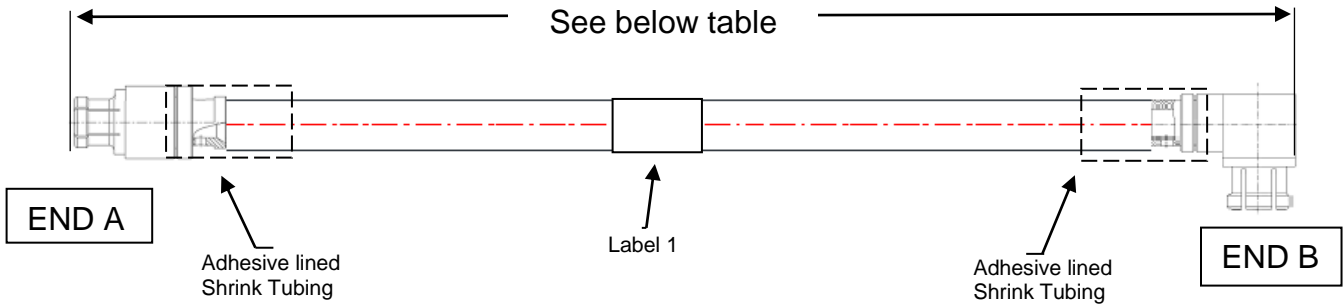 See below table
END A
Adhesive lined
Shrink Tubing
Label 1
Adhesive lined
Shrink Tubing
END B